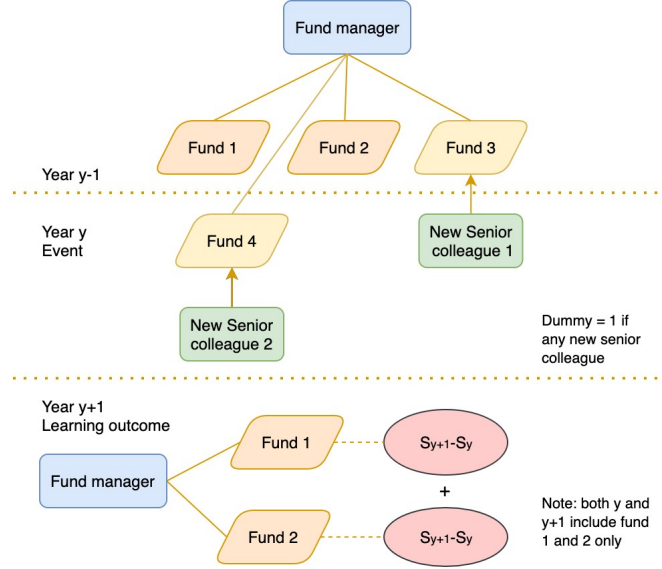 Fund manager
Fund 1
Fund 2
Fund 3
Year y-1
Year y
Event
Fund 4
New Senior
colleague 1
New Senior
colleague 2
Dummy = 1 if
any new senior
colleague
Year y+1
Learning outcome
Fund manager
Fund 1
Sy+1-Sy
+
Fund 2
Sy+1-Sy
Note: both y and
y+1 include fund
1 and 2 only